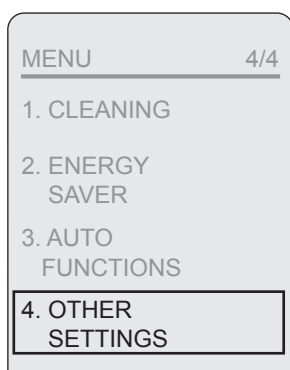 MENU 4/4
1. CLEANING
2. ENERGY
SAVER
3. AUTO
FUNCTIONS
4. OTHER
SETTINGS